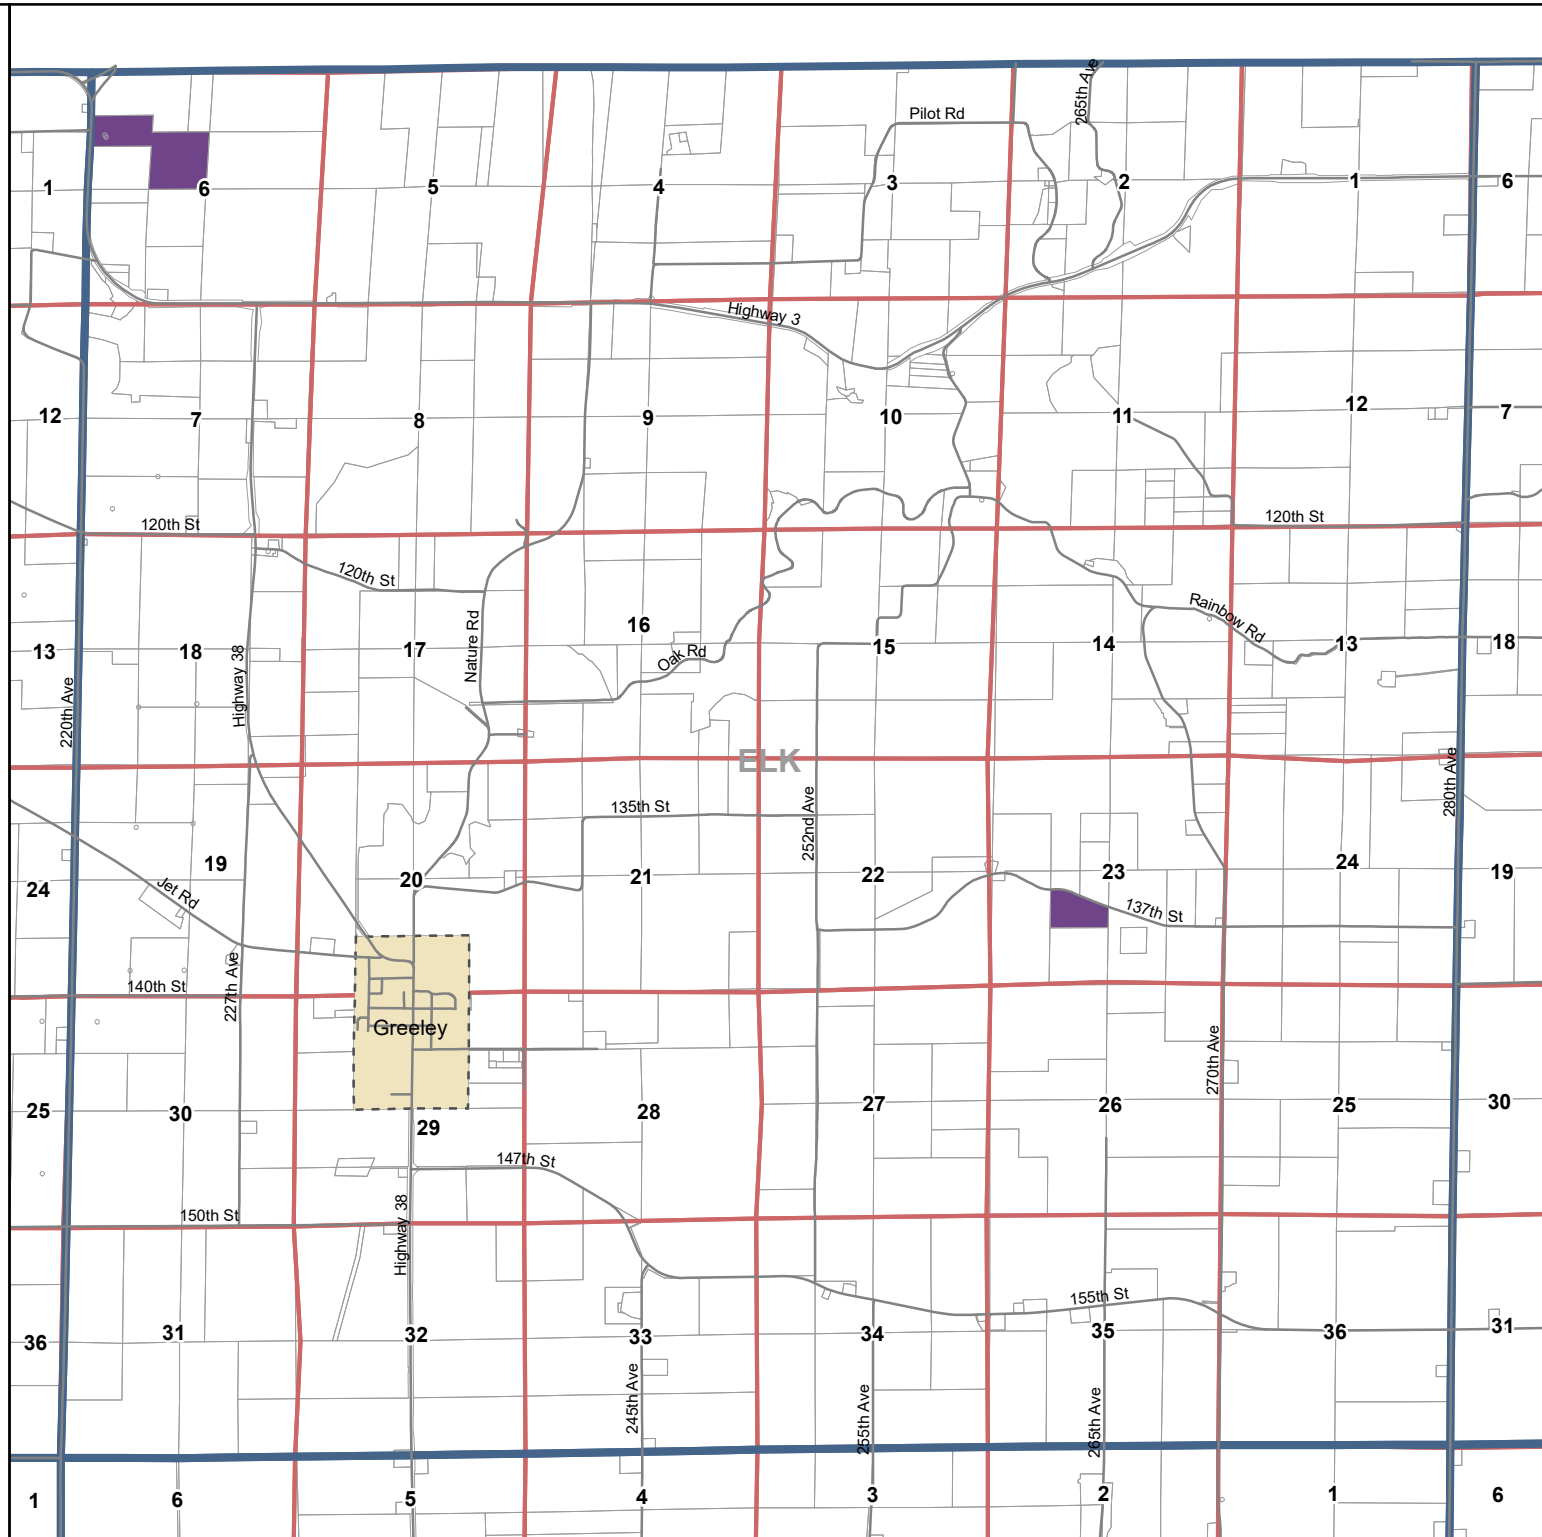 265th Ave
Pilot Rd
1
6
5
4
3
2
1
6
Highway 3
12
7
8
9
10
11
12
7
120th St
120th St
120th St
Nature Rd
Rainbow Rd
16
13
18
17
Oak Rd
15
14
13
18
Highway 38
220th Ave
ELK
280th Ave
135th St
252nd Ave
19
24
Jet Rd
20
21
22
23
19
24
137th St
227th Ave
140th St
Greeley
270th Ave
25
30
28
27
26
25
30
29
147th St
Highway 38
150th St
155th St
36
31
32
33
34
35
36
31
245th Ave
255th Ave
265th Ave
1
6
5
4
3
2
1
6